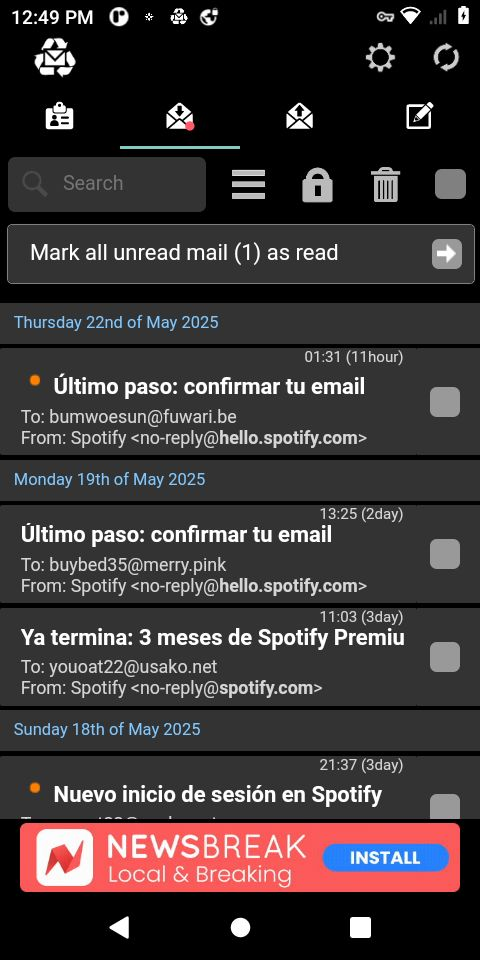 12:49 PM
Search
Mark all unread mail (1) as read
Thursday 22nd of May 2025
01:31 (11hour)
Último paso: confirmar tu email
To: bumwoesun@fuwari.be
From: Spotify <no-reply@hello.spotify.com>
Monday 19th of May 2025
13:25 (2day)
Último paso: confirmar tu email
To: buybed35@merry.pink
From: Spotify <no-reply@hello.spotify.com>
11:03 (3day)
Ya termina: 3 meses de Spotify Premiu
To: youoat22@usako.net
From: Spotify <no-reply@spotify.com>
Sunday 18th of May 2025
21:37 (3day)
Nuevo inicio de sesión en Spotify
NEWSBREAK
Local & Breaking
INSTALL